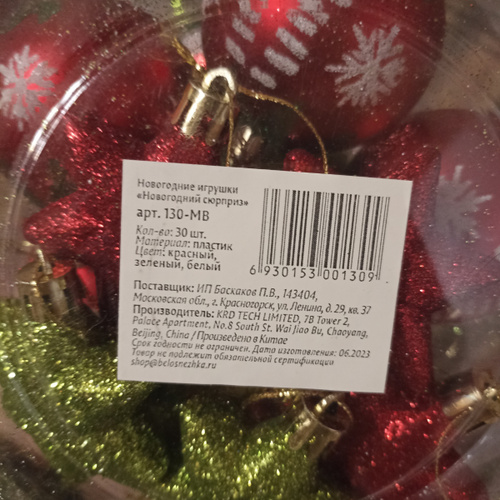 Новогодние игрушки
«Новогодний сюрприз»
арт. 130-МВ
Кол-во: 30 шт.
Материал: пластик
Цвет: красный,
зеленый, белый
6 930153 001309
Поставщик: ИП Баскаков П.В., 143404,
Московская обл., г. Красногорск, ул. Ленина, д. 29, кв. 37
Производитель: KRD TECH LIMITED, 7B Tower 2,
Palace Aportment, No.8 South St. Wai Jiao Bu, Chaoyang,
Beijing, China / Произведено в Китае
Срок годности не ограничен. Дата изготовления: 06.2023
Товар не подлежит обязательной сертификации
shop@belosnezhka.ru